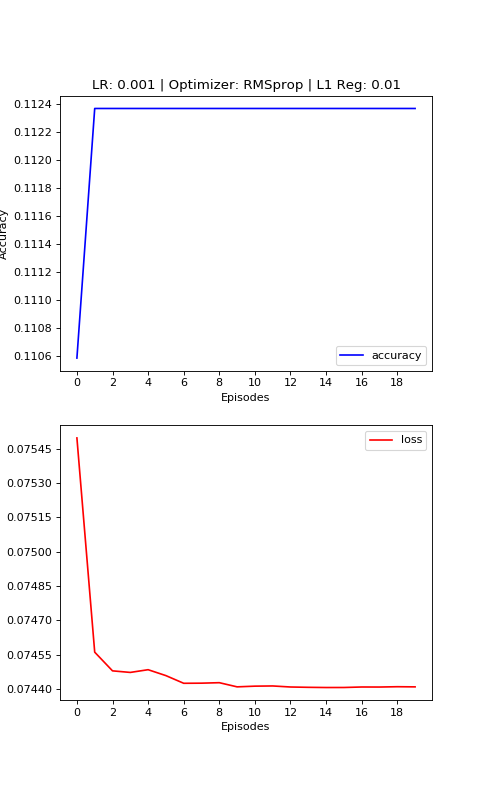 LR: 0.001 | Optimizer: RMSprop | L1 Reg: 0.01
0.1124
0.1122
0.1120
0.1118
0.1116
0.1114
0.1112
0.1110
0.1108
0.1106
Accuracy
accuracy
0 2 4 6 8 10 12 14 16 18
Episodes
loss
0.07545
0.07530
0.07515
0.07500
0.07485
0.07470
0.07455
0.07440
0 2 4 6 8 10 12 14 16 18
Episodes